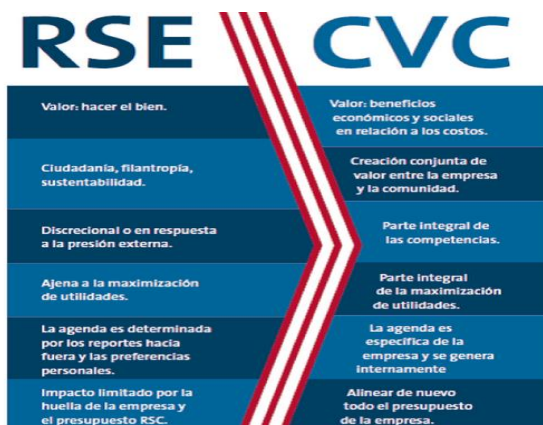 RSE
CVC
Valor: hacer el bien.
Valor: beneficios
económicos y sociales
en relación a los costos.
Ciudadanía, filantropía,
sustentabilidad.
Creación conjunta de
valor entre la empresa
y la comunidad.
Discrecional o en respuesta
a la presión externa.
Parte integral de
las competencias.
Ajena a la maximización
de utilidades.
Parte integral
de la maximización
de utilidades.
La agenda es determinada
por los reportes hacia
fuera y las preferencias
personales.
La agenda es
específica de la
empresa y se genera
internamente
Impacto limitado por la
huella de la empresa y
el presupuesto RSC.
Alinear de nuevo
todo el presupuesto
de la empresa.